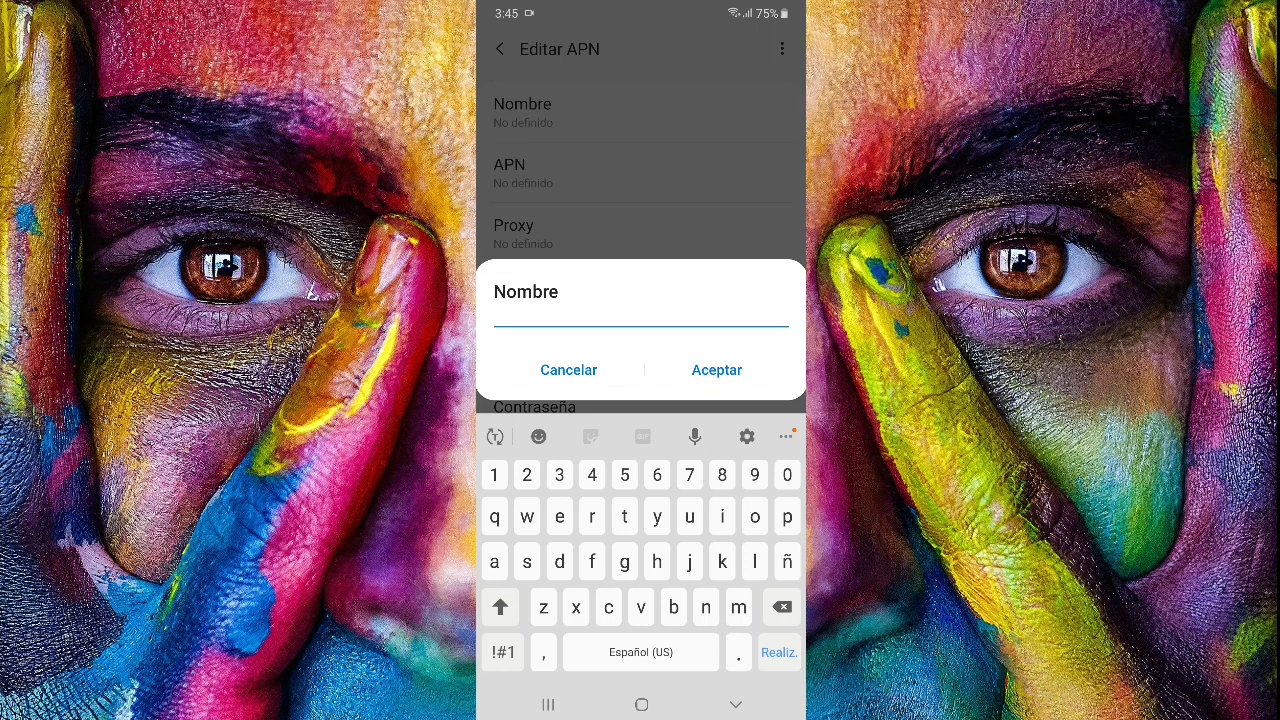 3:45 75%
Editar APN
Nombre
No definido
APN
No definido
Proxy
No definido
Nombre
Cancelar Aceptar
Contraseña
GIF
1 2 3 4 5 6 7 8 9 0
q w e r t y u i o p
a s d f g h j k l ñ
z x c v b n m
!#1 , Español (US) . Realiz.